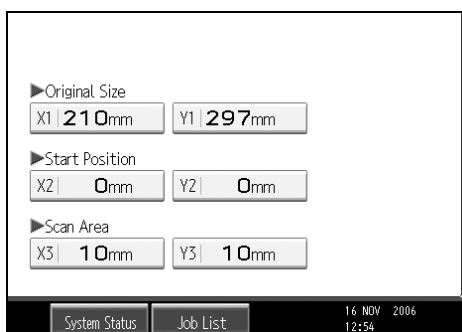 ▶Original Size
X1 210mm Y1 297mm
▶Start Position
X2 0mm Y2 0mm
▶Scan Area
X3 10mm Y3 10mm
System Status Job List 16 NOV 2006
12:54